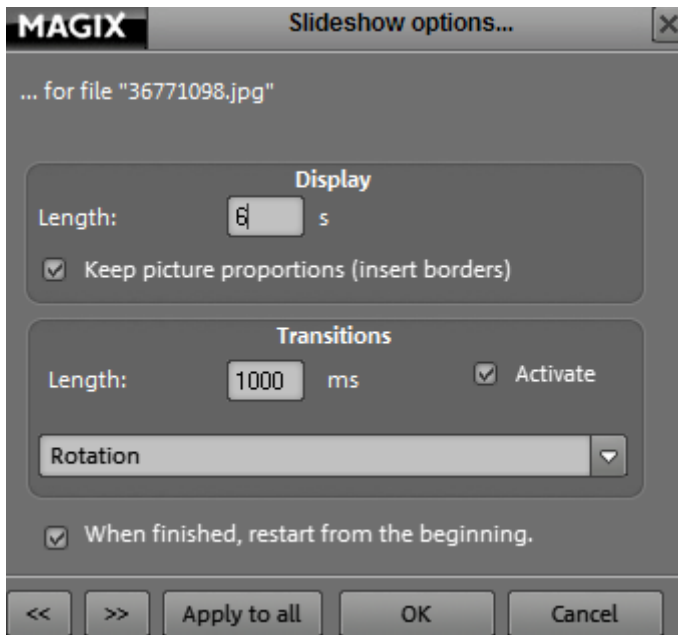 MAGIX Slideshow options...
... for file "36771098.jpg"
Display
Length: 6 s
Keep picture proportions (insert borders)
Transitions
Length: 1000 ms Activate
Rotation
When finished, restart from the beginning.
<< >> Apply to all OK Cancel